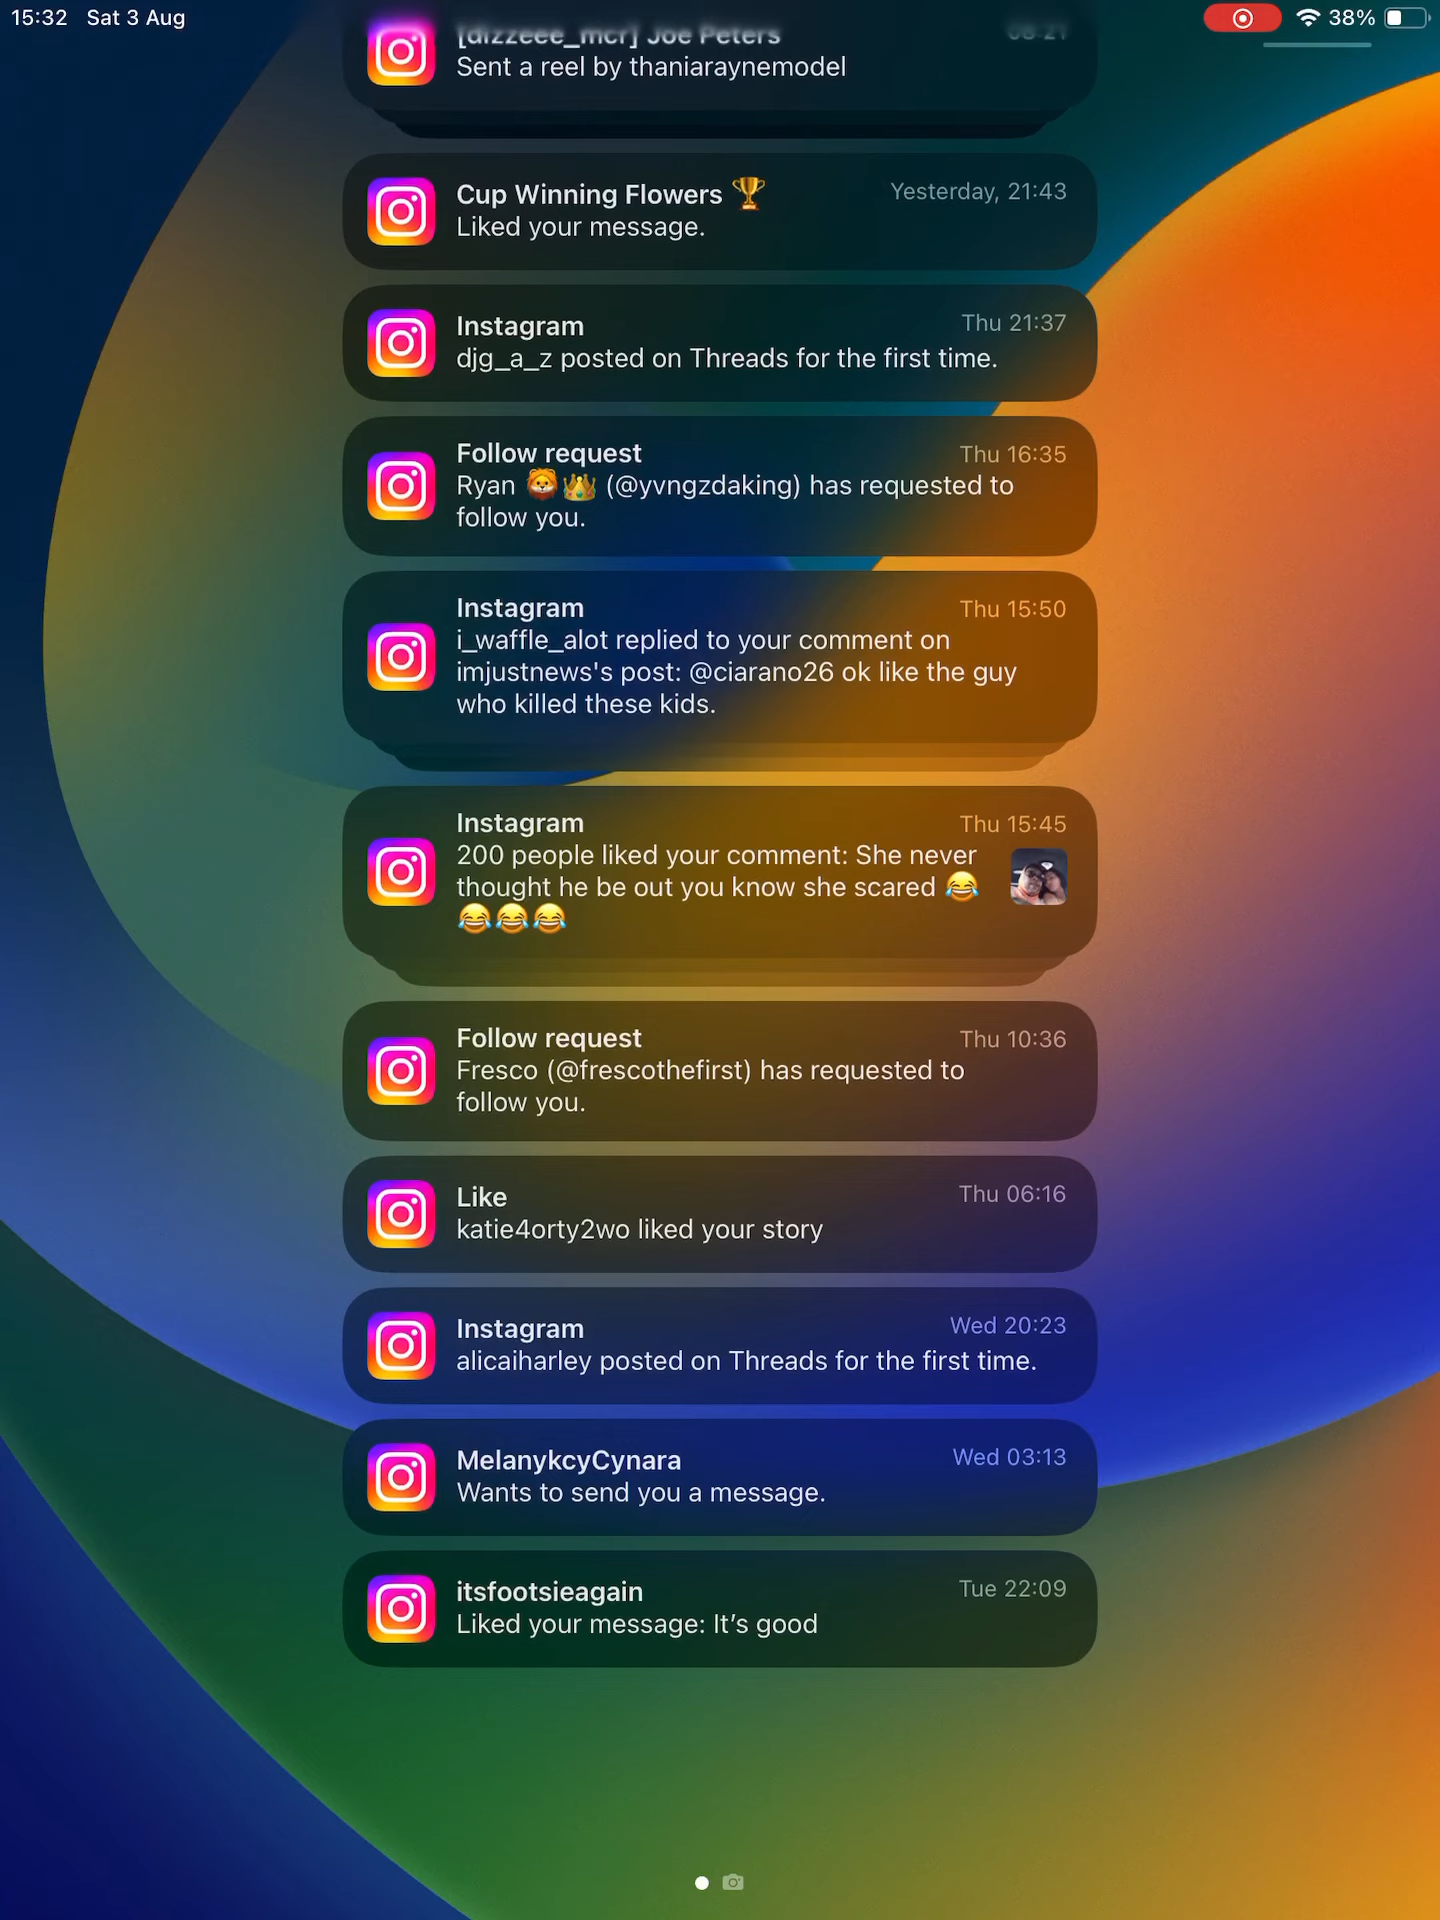 15:32 Sat 3 Aug 38%
[dizzeee_mcr] Joe Peters 08:21
Sent a reel by thaniaraynemodel
Cup Winning Flowers 🏆 Yesterday, 21:43
Liked your message.
Instagram Thu 21:37
djg_a_z posted on Threads for the first time.
Follow request Thu 16:35
Ryan 🦁👑 (@yvngzdaking) has requested to
follow you.
Instagram Thu 15:50
i_waffle_alot replied to your comment on
imjustnews's post: @ciarano26 ok like the guy
who killed these kids.
Instagram Thu 15:45
200 people liked your comment: She never
thought he be out you know she scared 😂
😂😂😂
Follow request Thu 10:36
Fresco (@frescothefirst) has requested to
follow you.
Like Thu 06:16
katie4orty2wo liked your story
Instagram Wed 20:23
alicaiharley posted on Threads for the first time.
MelanykcyCynara Wed 03:13
Wants to send you a message.
itsfootsieagain Tue 22:09
Liked your message: It’s good